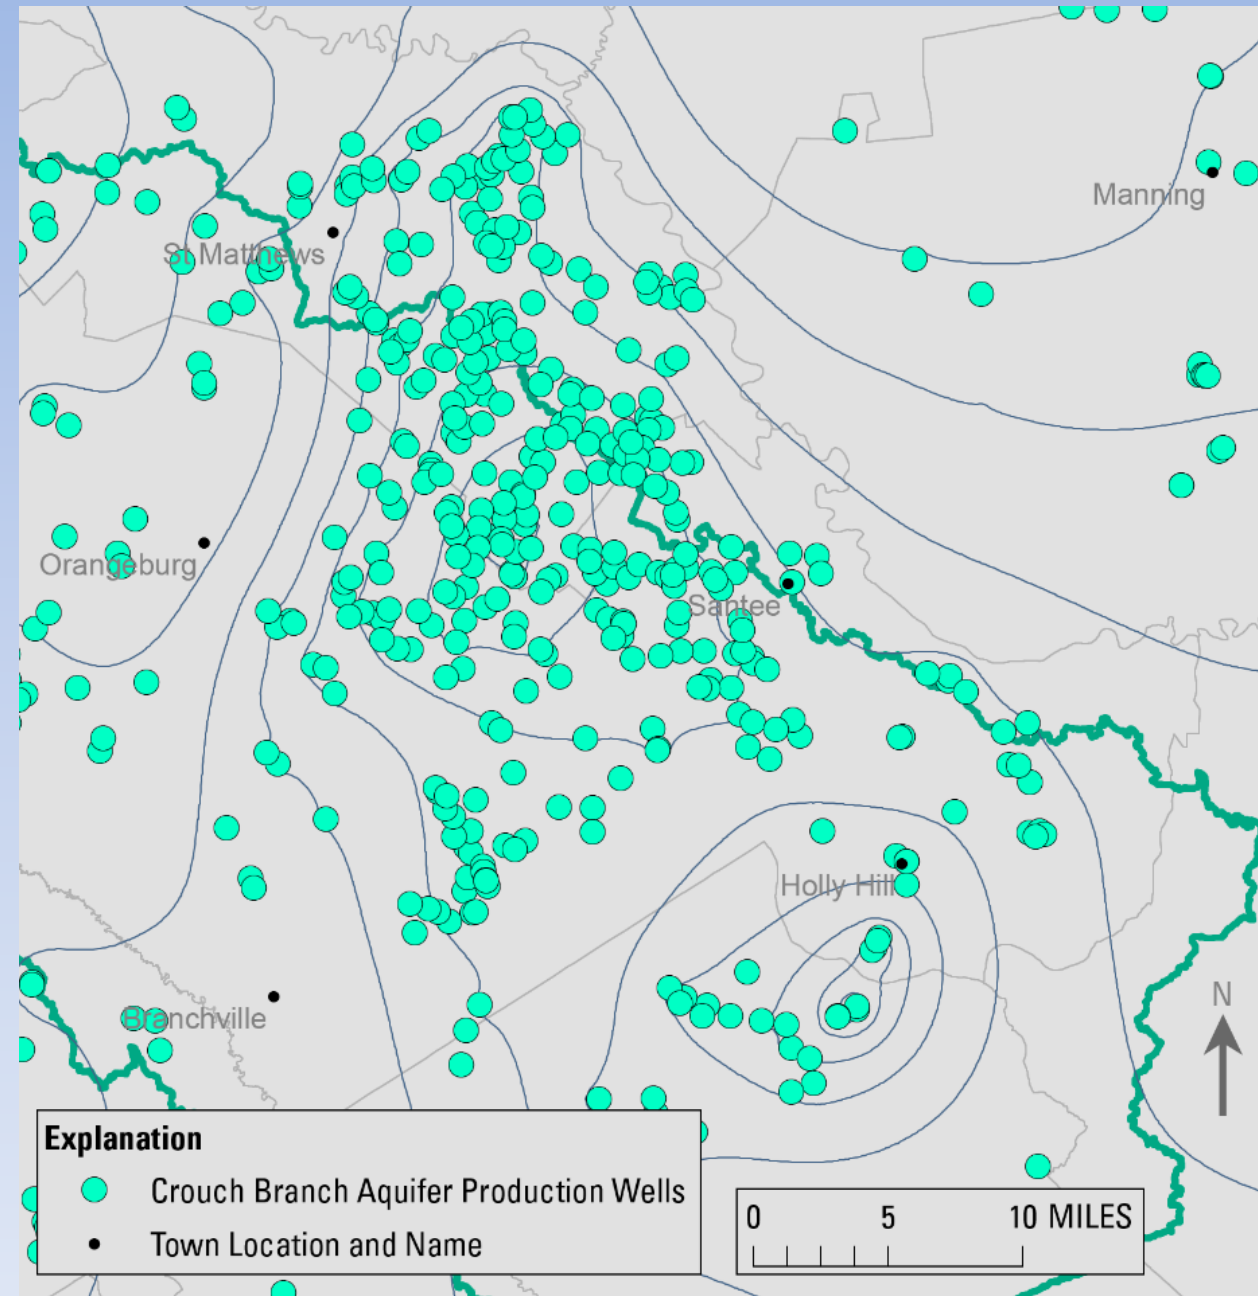 Manning
St Matthews
Orangeburg
Santee
Holly Hill
Branchville
N
Explanation
Crouch Branch Aquifer Production Wells
Town Location and Name
0 5 10 MILES